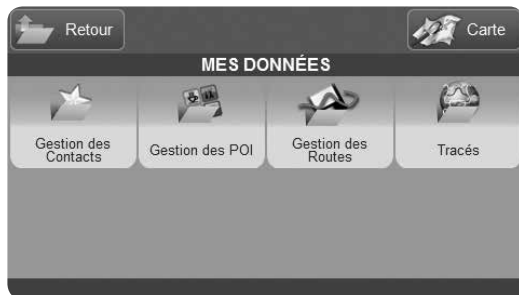 Retour
Carte
MES DONNÉES
Gestion des
Contacts
Gestion des POI
Gestion des
Routes
Tracés